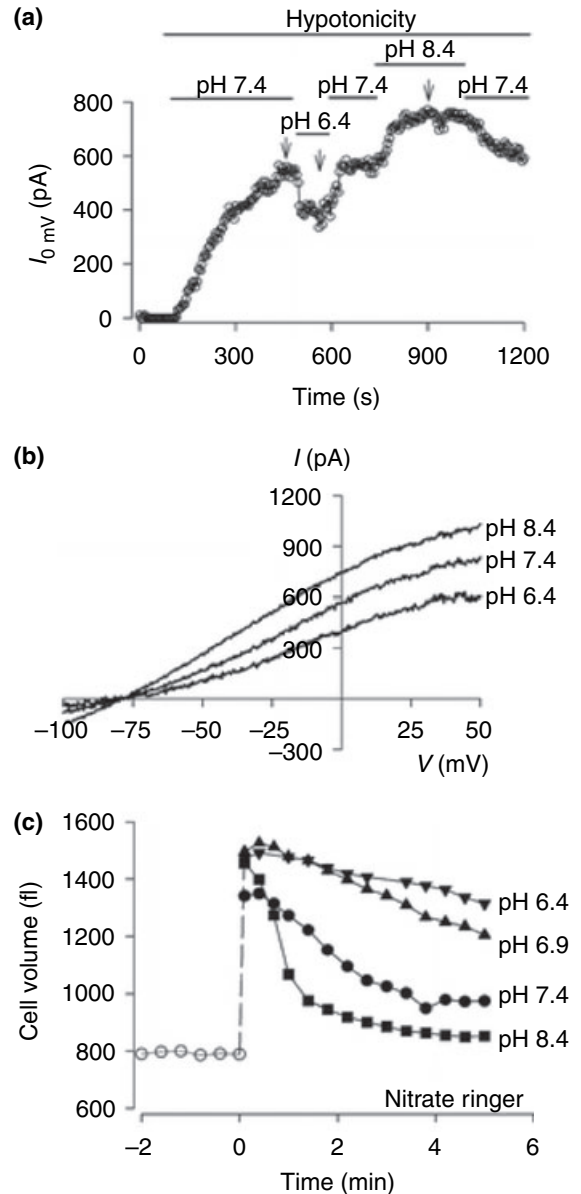 (a)
Hypotonicity
pH 8.4
pH 7.4 pH 7.4 pH 7.4
pH 6.4
800
600
400
200
0
I0 mV (pA)
0 300 600 900 1200
Time (s)
(b)
I (pA)
1200
900
600
300
−300
pH 8.4
pH 7.4
pH 6.4
−100 −75 −50 −25 25 50
V (mV)
(c)
1600
1400
1200
1000
800
600
Cell volume (fl)
pH 6.4
pH 6.9
pH 7.4
pH 8.4
Nitrate ringer
−2 0 2 4 6
Time (min)